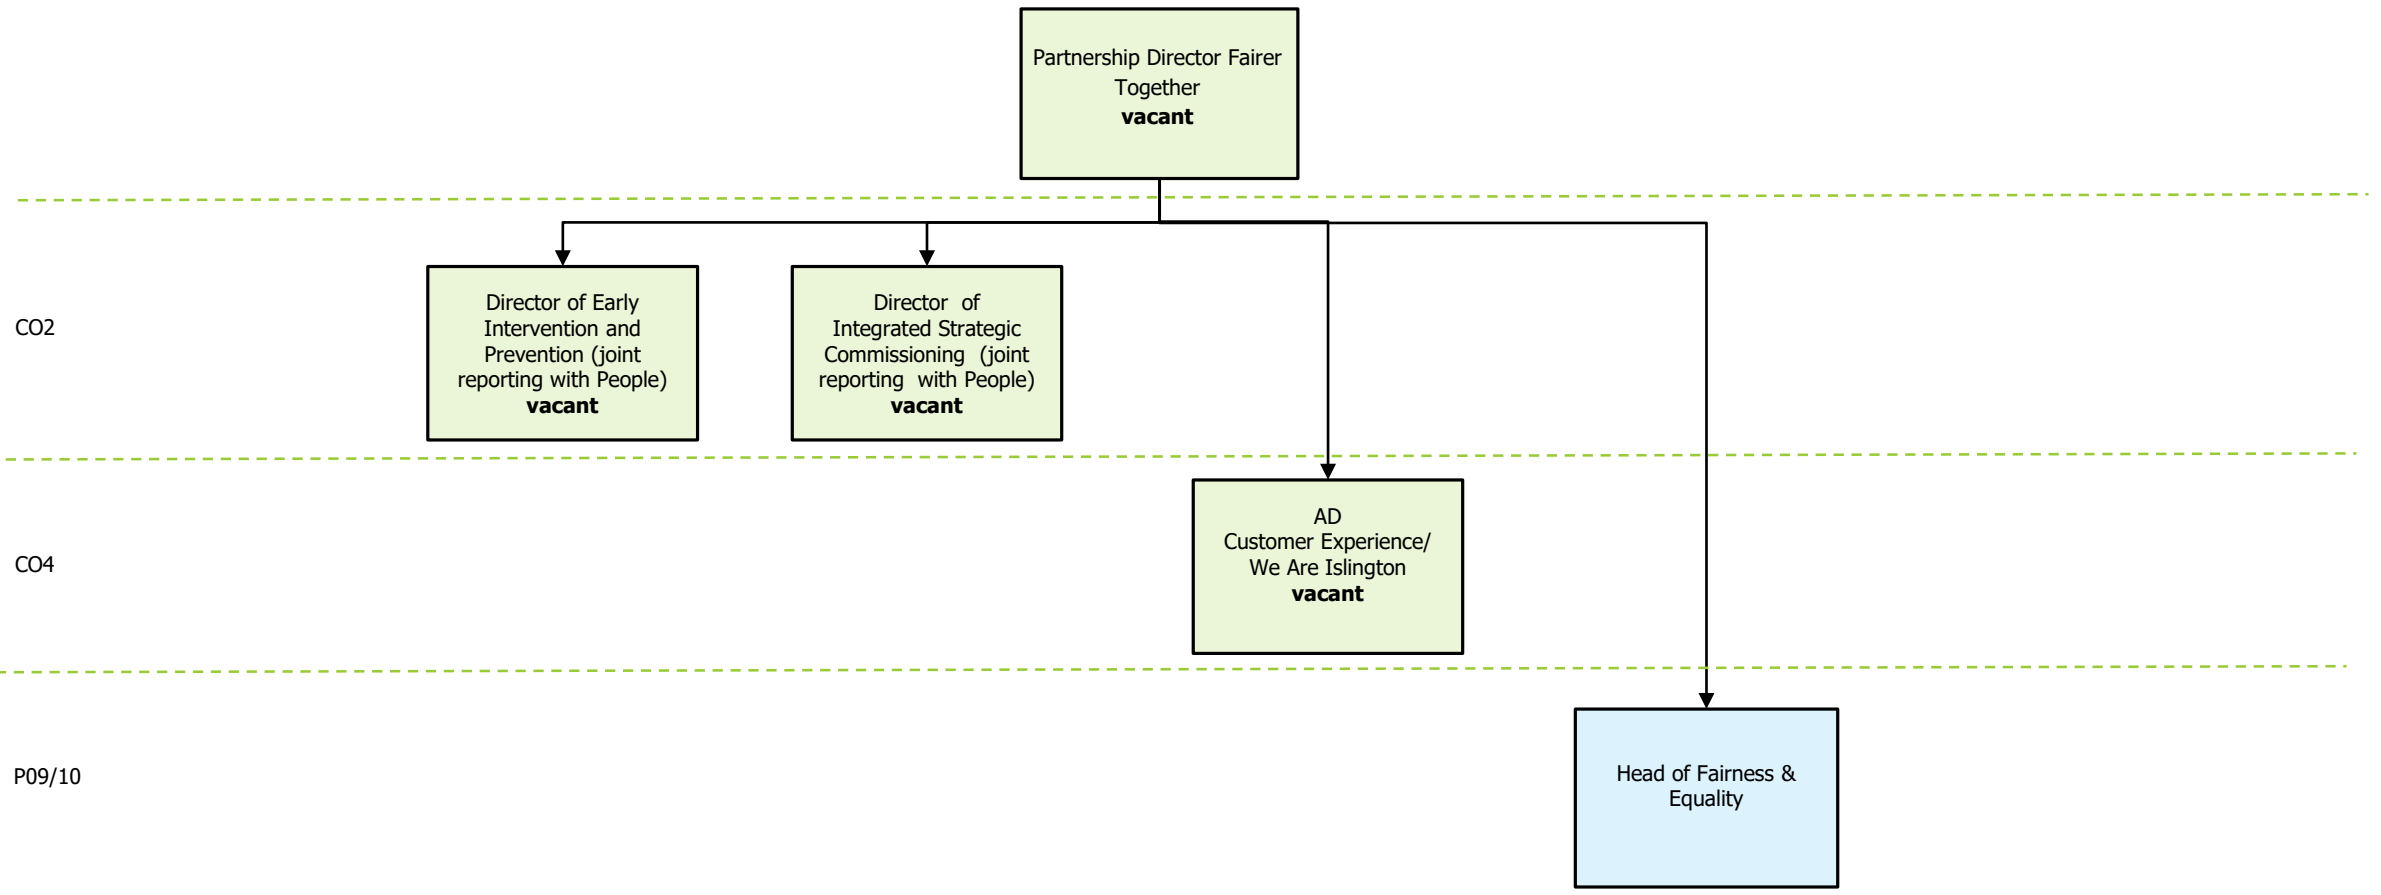 Partnership Director Fairer
Together
vacant
CO2
Director of Early
Intervention and
Prevention (joint
reporting with People)
vacant
Director of
Integrated Strategic
Commissioning (joint
reporting with People)
vacant
CO4
AD
Customer Experience/
We Are Islington
vacant
P09/10
Head of Fairness &
Equality